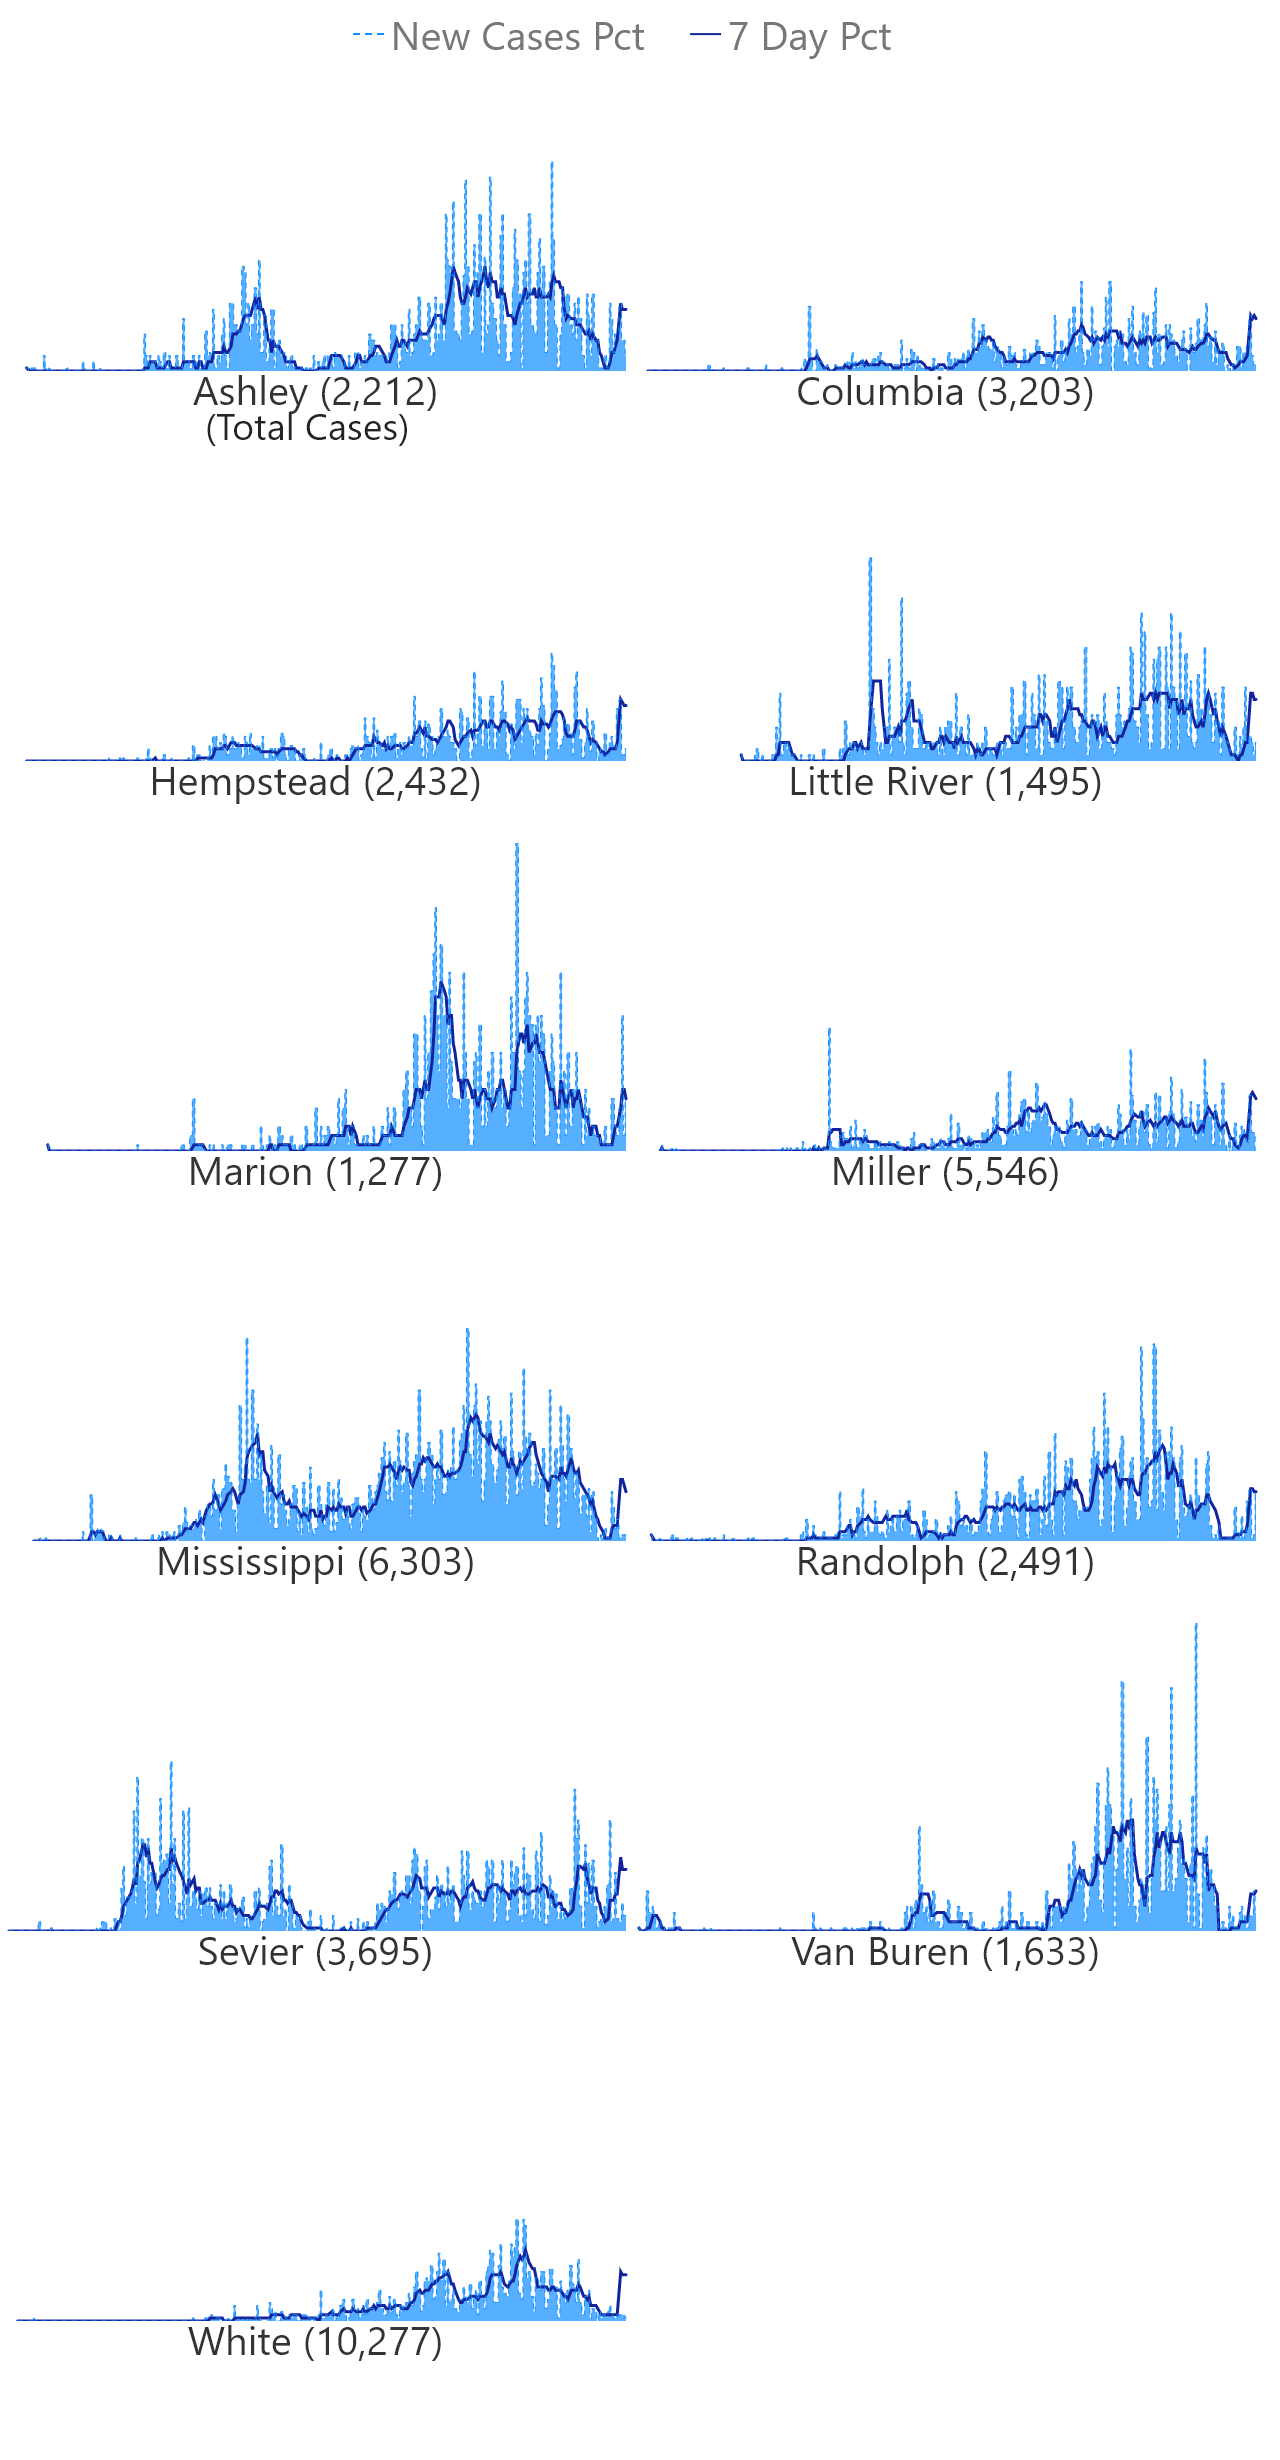 New Cases Pct 7 Day Pct
Ashley (2,212) Columbia (3,203)
(Total Cases)
Hempstead (2,432) Little River (1,495)
Marion (1,277) Miller (5,546)
Mississippi (6,303) Randolph (2,491)
Sevier (3,695) Van Buren (1,633)
White (10,277)